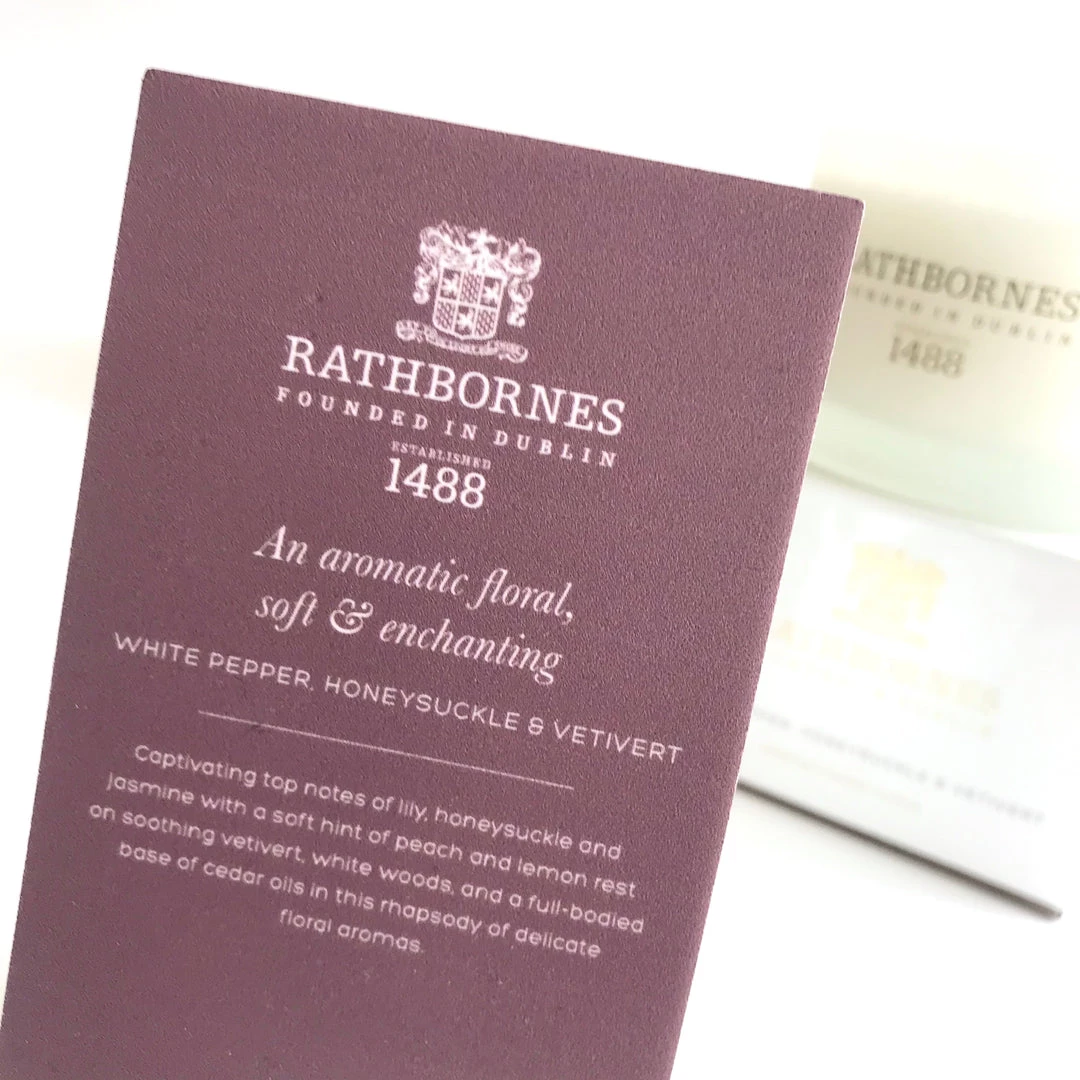 RATHBORNES
FOUNDED IN DUBLIN
ESTABLISHED
1488
An aromatic floral,
soft & enchanting
WHITE PEPPER, HONEYSUCKLE & VETIVERT
Captivating top notes of lily, honeysuckle and
jasmine with a soft hint of peach and lemon rest
on soothing vetivert, white woods, and a full-bodied
base of cedar oils in this rhapsody of delicate
floral aromas.
RATHBORNES
IN DUBLIN
1488
& VETIVERT